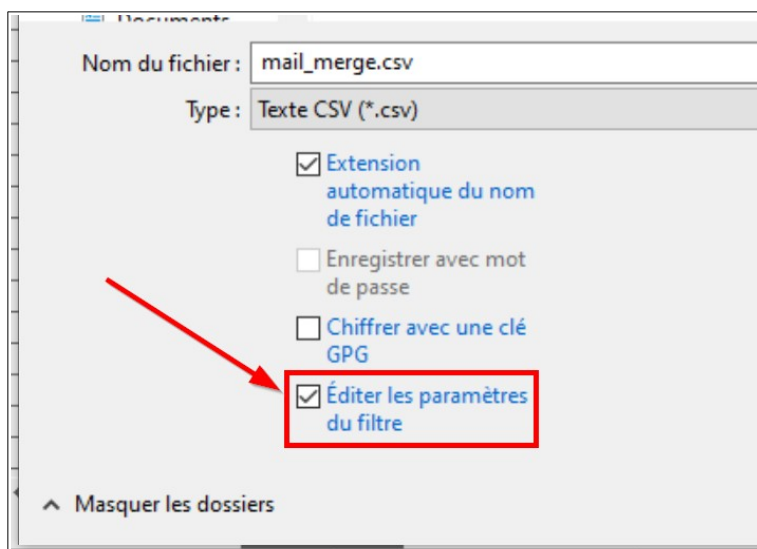 Documents
Nom du fichier : mail_merge.csv
Type : Texte CSV (*.csv)
Extension
automatique du nom
de fichier
Enregistrer avec mot
de passe
Chiffrer avec une clé
GPG
Éditer les paramètres
du filtre
Masquer les dossiers